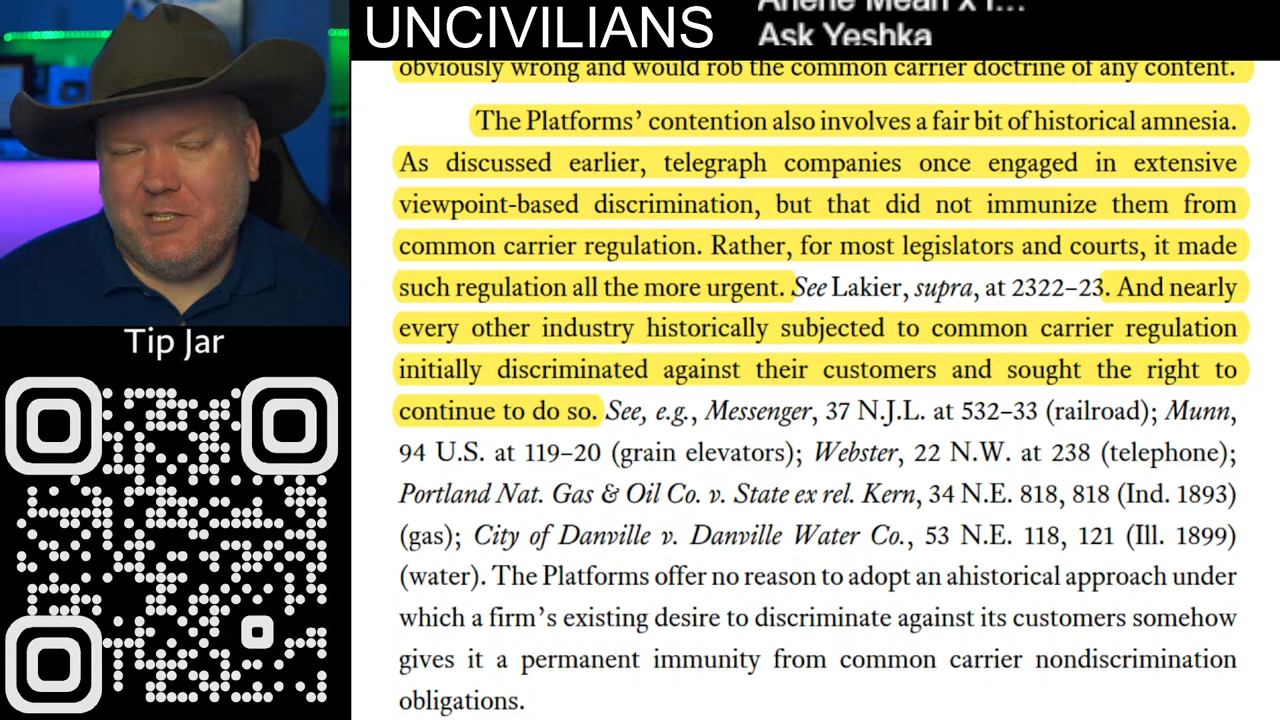 UNCIVILIANS
Arlene Mean x I...
Ask Yeshka
Tip Jar
obviously wrong and would rob the common carrier doctrine of any content.
The Platforms’ contention also involves a fair bit of historical amnesia.
As discussed earlier, telegraph companies once engaged in extensive
viewpoint-based discrimination, but that did not immunize them from
common carrier regulation. Rather, for most legislators and courts, it made
such regulation all the more urgent. See Lakier, supra, at 2322–23. And nearly
every other industry historically subjected to common carrier regulation
initially discriminated against their customers and sought the right to
continue to do so. See, e.g., Messenger, 37 N.J.L. at 532–33 (railroad); Munn,
94 U.S. at 119–20 (grain elevators); Webster, 22 N.W. at 238 (telephone);
Portland Nat. Gas & Oil Co. v. State ex rel. Kern, 34 N.E. 818, 818 (Ind. 1893)
(gas); City of Danville v. Danville Water Co., 53 N.E. 118, 121 (Ill. 1899)
(water). The Platforms offer no reason to adopt an ahistorical approach under
which a firm’s existing desire to discriminate against its customers somehow
gives it a permanent immunity from common carrier nondiscrimination
obligations.